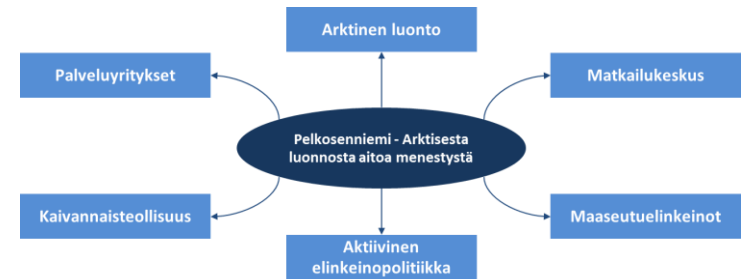 Arktinen luonto
Palveluyritykset
Matkailukeskus
Pelkosenniemi - Arktisesta
luonnosta aitoa menestystä
Kaivannaisteollisuus
Maaseutuelinkeinot
Aktiivinen
elinkeinopolitiikka